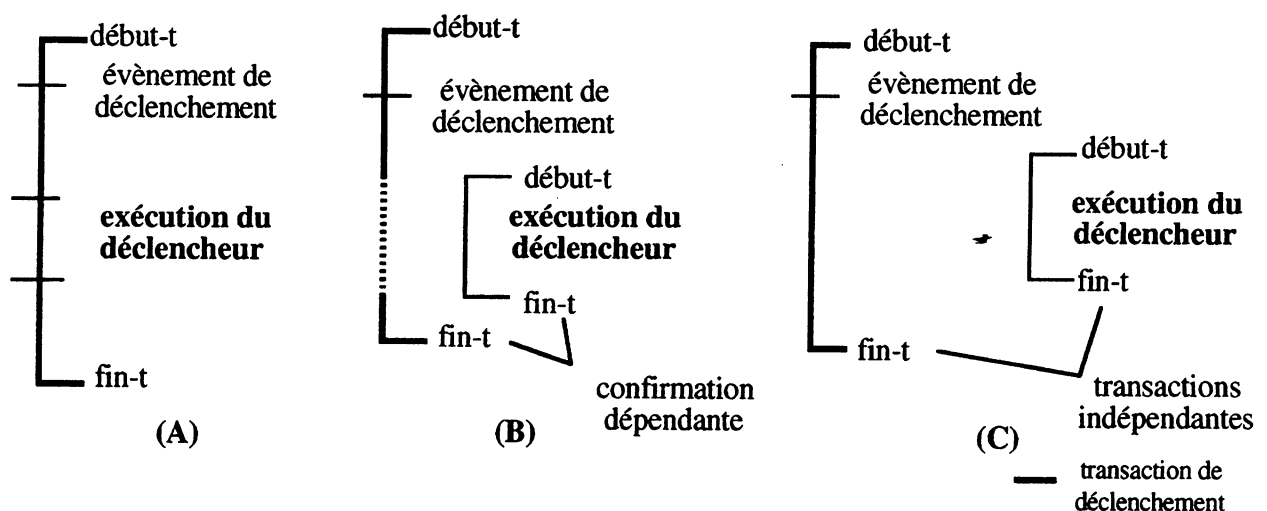 début-t
évènement de
déclenchement
exécution du
déclencheur
fin-t
(A)
début-t
évènement de
déclenchement
début-t
exécution du
déclencheur
fin-t
fin-t
confirmation
dépendante
(B)
début-t
évènement de
déclenchement
début-t
exécution du
déclencheur
fin-t
fin-t
transactions
indépendantes
(C)
transaction de
déclenchement